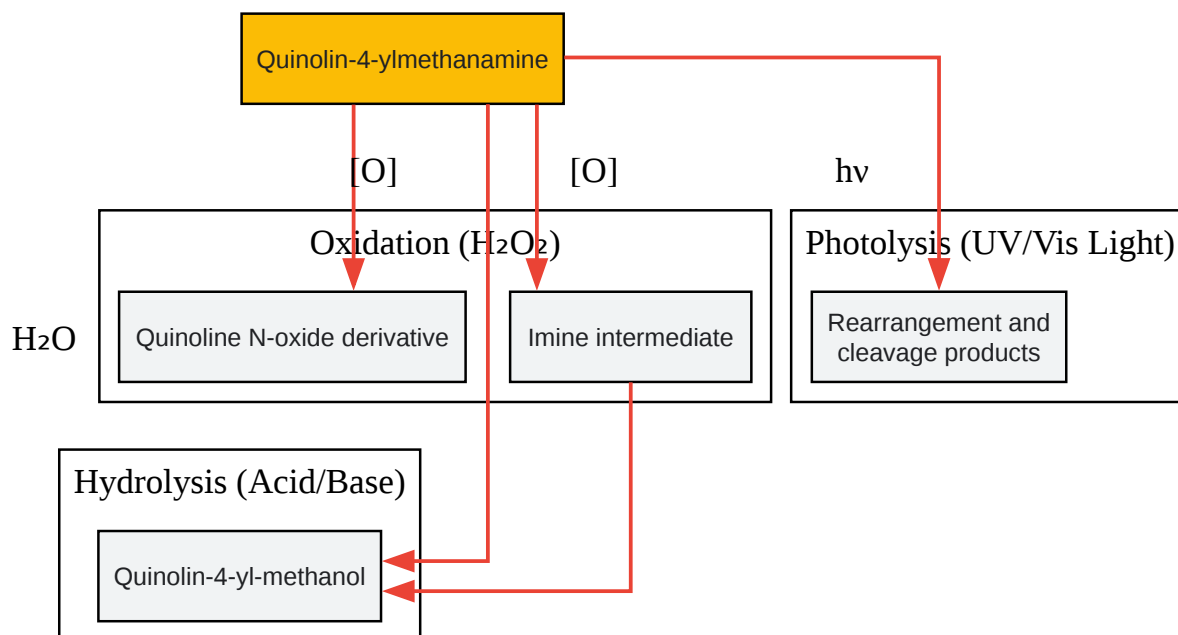 Quinolin-4-ylmethanamine
[O]
[O]
hν
Oxidation (H₂O₂)
Photolysis (UV/Vis Light)
Quinoline N-oxide derivative
Imine intermediate
Rearrangement and
cleavage products
H₂O
Hydrolysis (Acid/Base)
Quinolin-4-yl-methanol